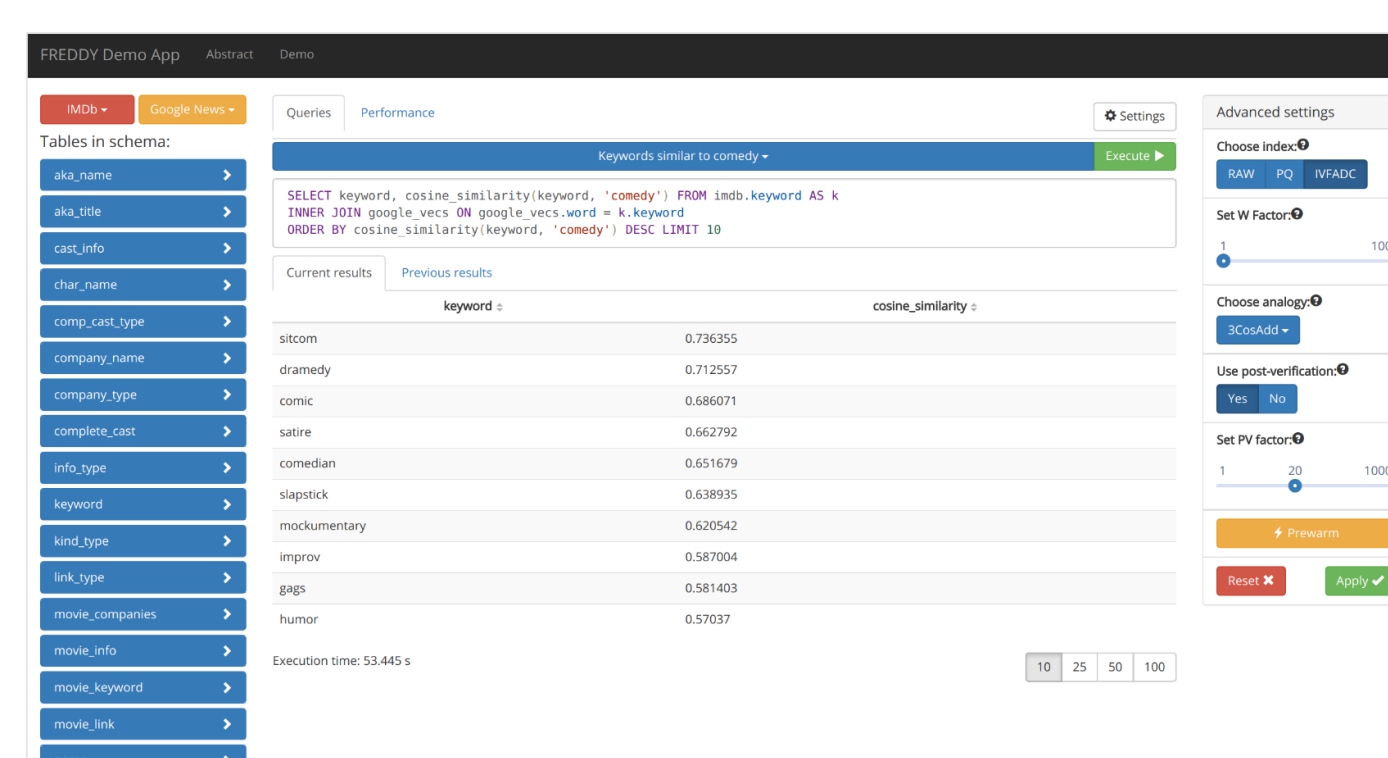 FREDDY Demo App Abstract Demo
IMDb Google News
Tables in schema:
aka_name
aka_title
cast_info
char_name
comp_cast_type
company_name
company_type
complete_cast
info_type
keyword
kind_type
link_type
movie_companies
movie_info
movie_keyword
movie_link
Queries Performance Settings
Keywords similar to comedy Execute
SELECT keyword, cosine_similarity(keyword, 'comedy') FROM imdb.keyword AS k
INNER JOIN google_vecs ON google_vecs.word = k.keyword
ORDER BY cosine_similarity(keyword, 'comedy') DESC LIMIT 10
Current results Previous results
keyword cosine_similarity
sitcom 0.736355
dramedy 0.712557
comic 0.686071
satire 0.662792
comedian 0.651679
slapstick 0.638935
mockumentary 0.620542
improv 0.587004
gags 0.581403
humor 0.57037
Execution time: 53.445 s
10 25 50 100
Advanced settings
Choose index:
RAW PQ IVFADC
Set W Factor:
1 100
Choose analogy:
3CosAdd
Use post-verification:
Yes No
Set PV factor:
1 20 1000
Prewarm
Reset Apply